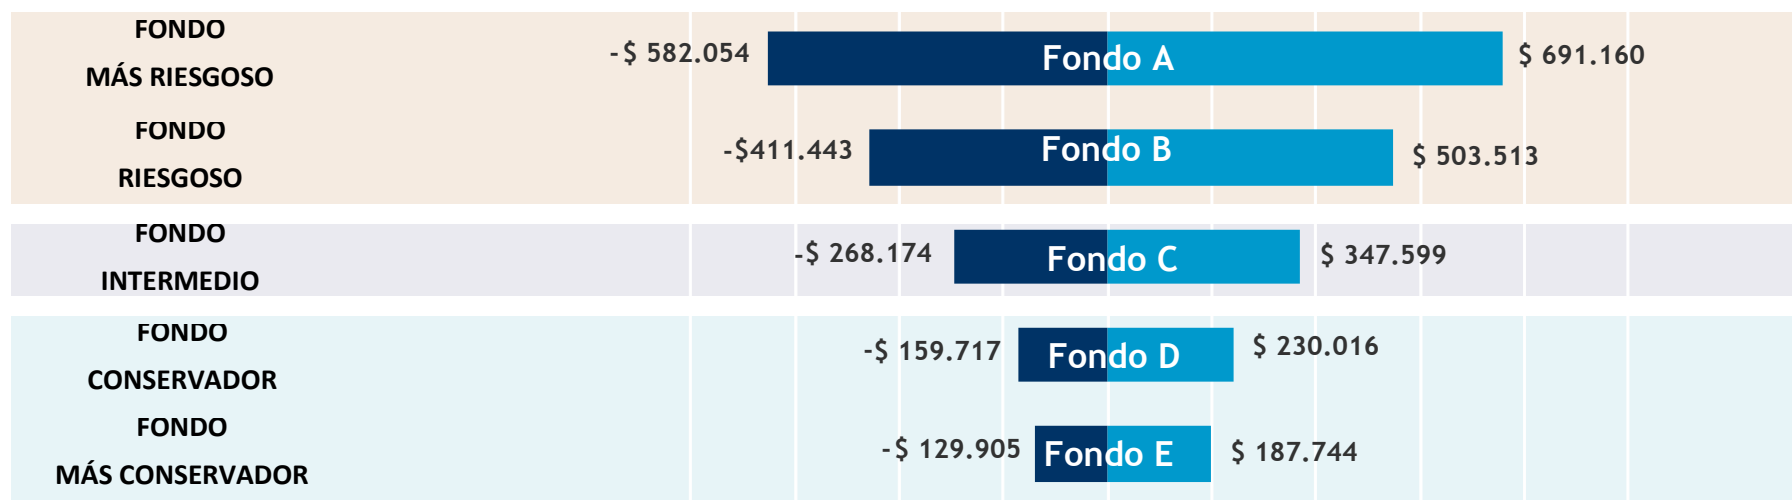 FONDO
MÁS RIESGOSO
-$ 582.054
Fondo A
$ 691.160
FONDO
RIESGOSO
-$411.443
Fondo B
$ 503.513
FONDO
INTERMEDIO
-$ 268.174
Fondo C
$ 347.599
FONDO
CONSERVADOR
-$ 159.717
Fondo D
$ 230.016
FONDO
MÁS CONSERVADOR
-$ 129.905
Fondo E
$ 187.744